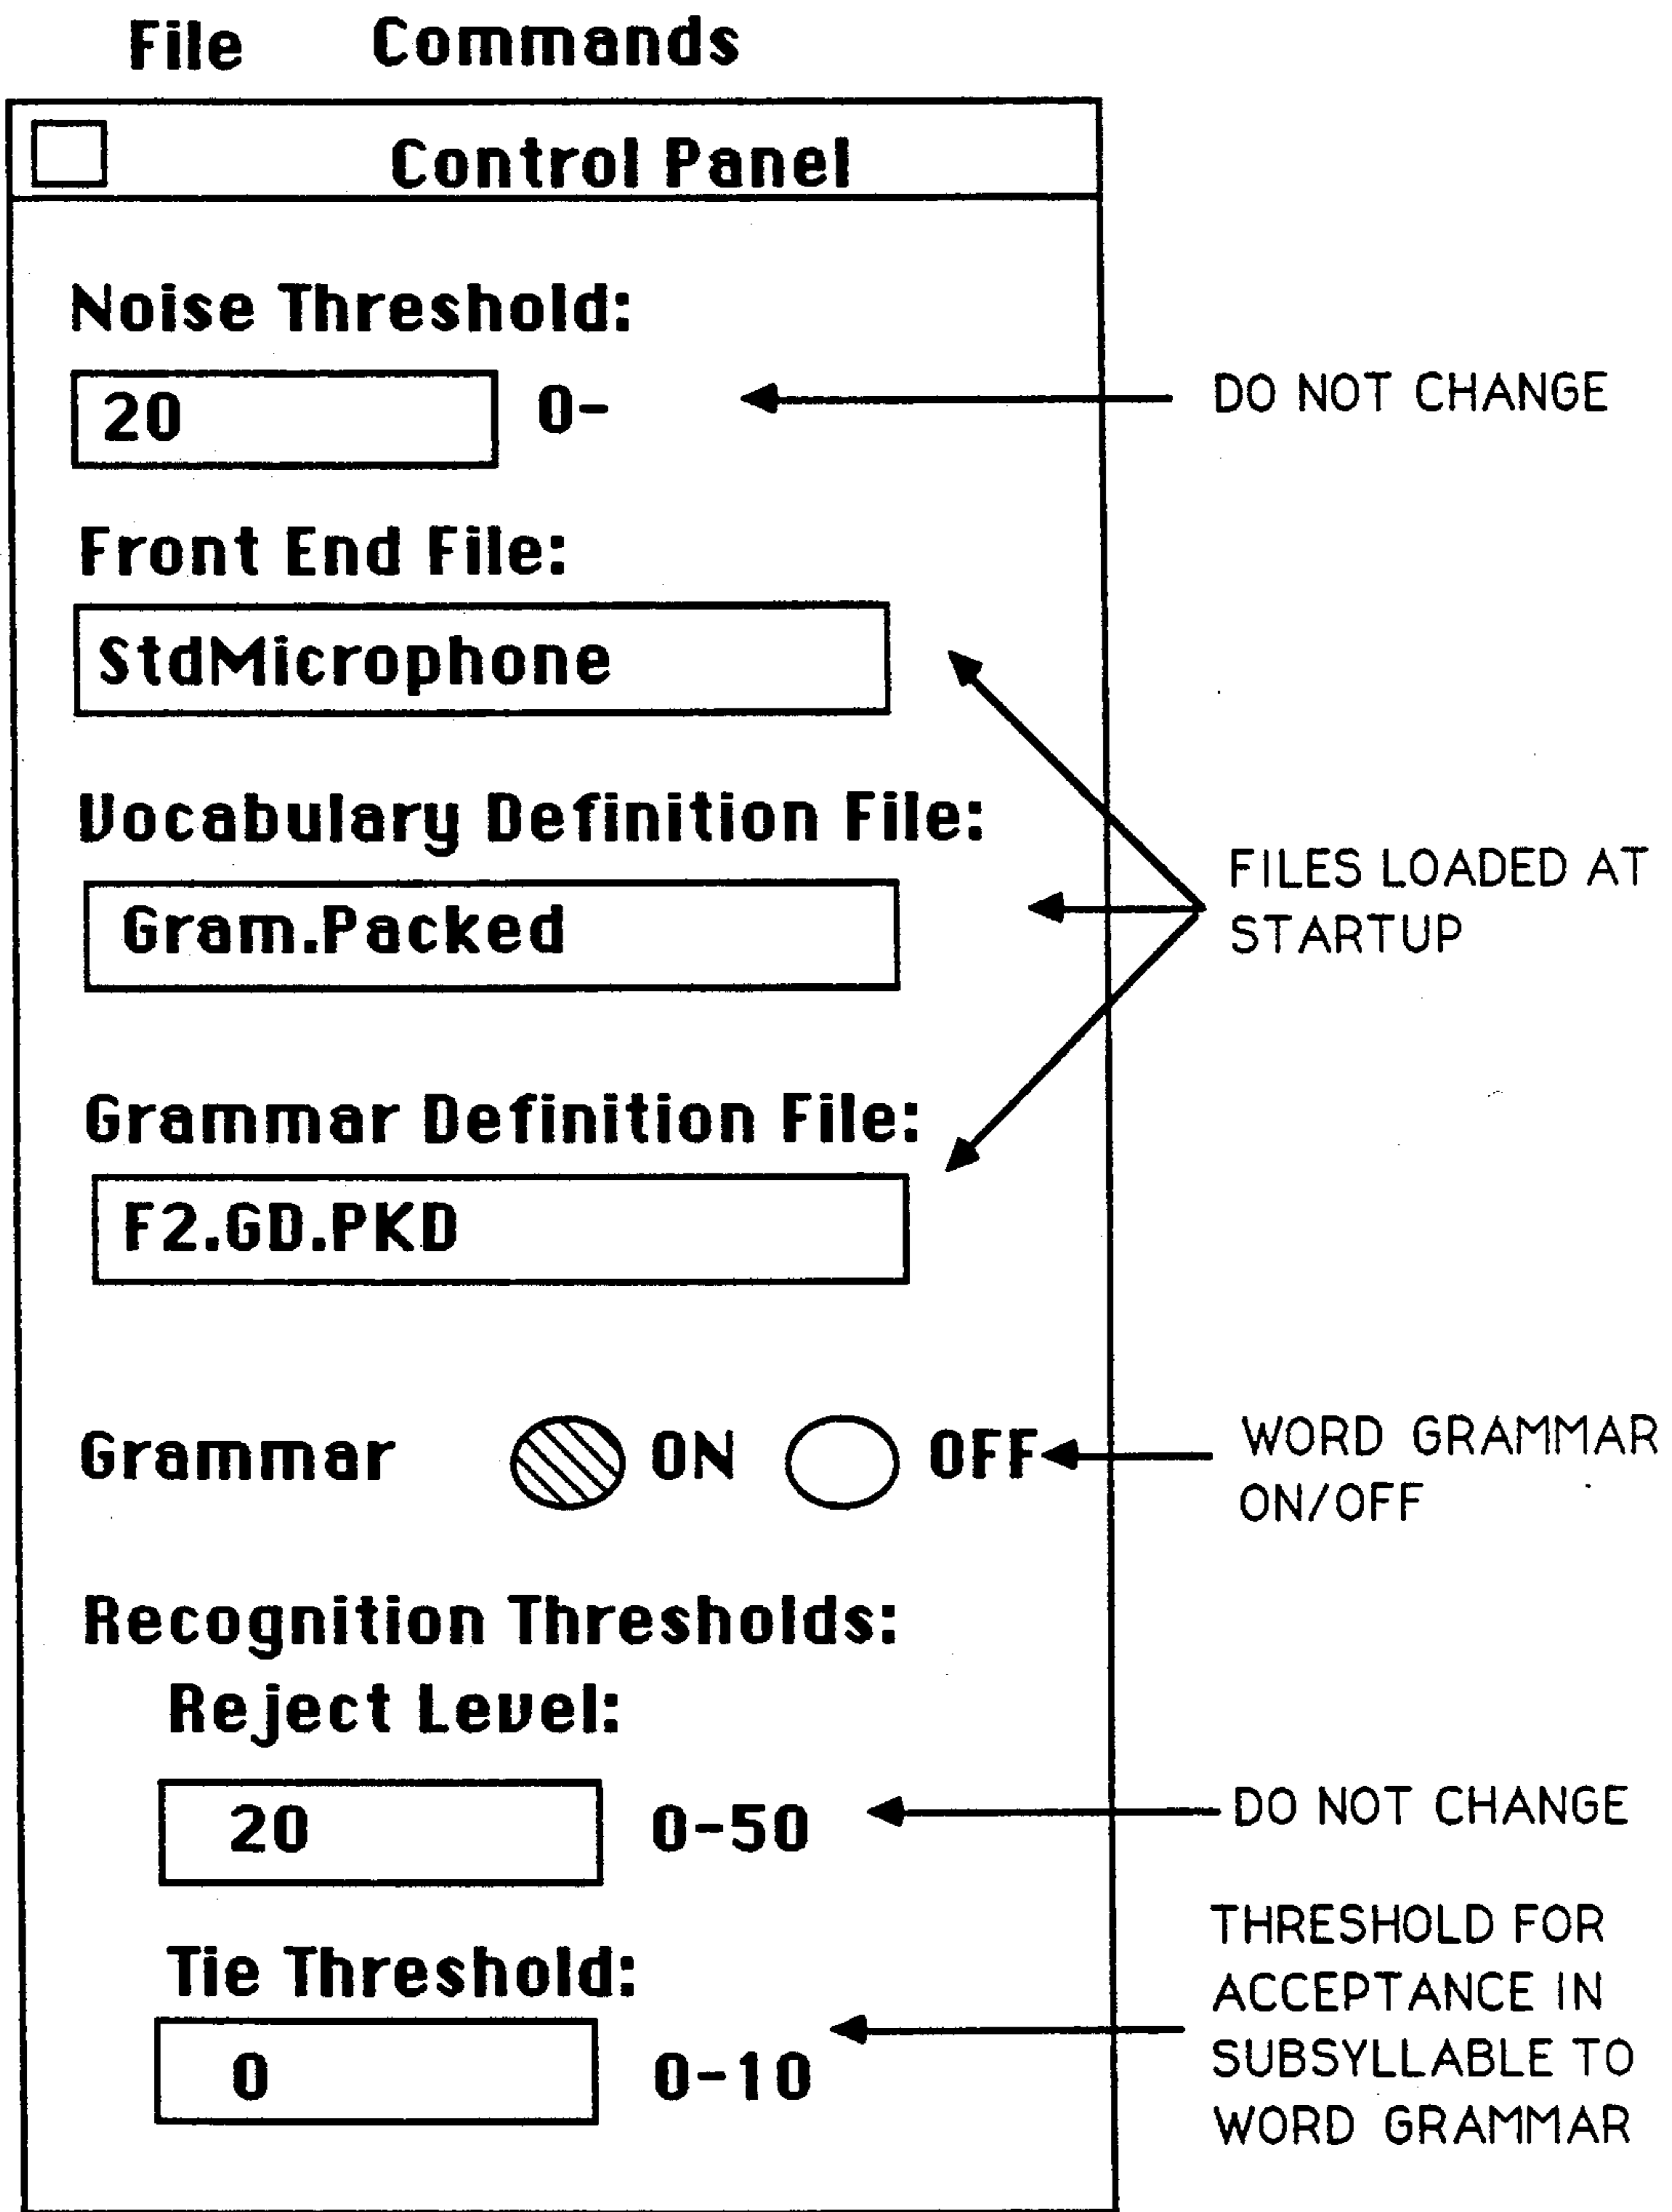 File Commands
Control Panel
Noise Threshold:
20 0- DO NOT CHANGE
Front End File:
StdMicrophone
Vocabulary Definition File:
FILES LOADED AT
Gram.Packed
STARTUP
Grammar Definition File:
F2.GD.PKD
Grammar ON OFF WORD GRAMMAR
ON/OFF
Recognition Thresholds:
Reject Level:
20 0-50 DO NOT CHANGE
THRESHOLD FOR
Tie Threshold:
ACCEPTANCE IN
0 0-10 SUBSYLLABLE TO
WORD GRAMMAR